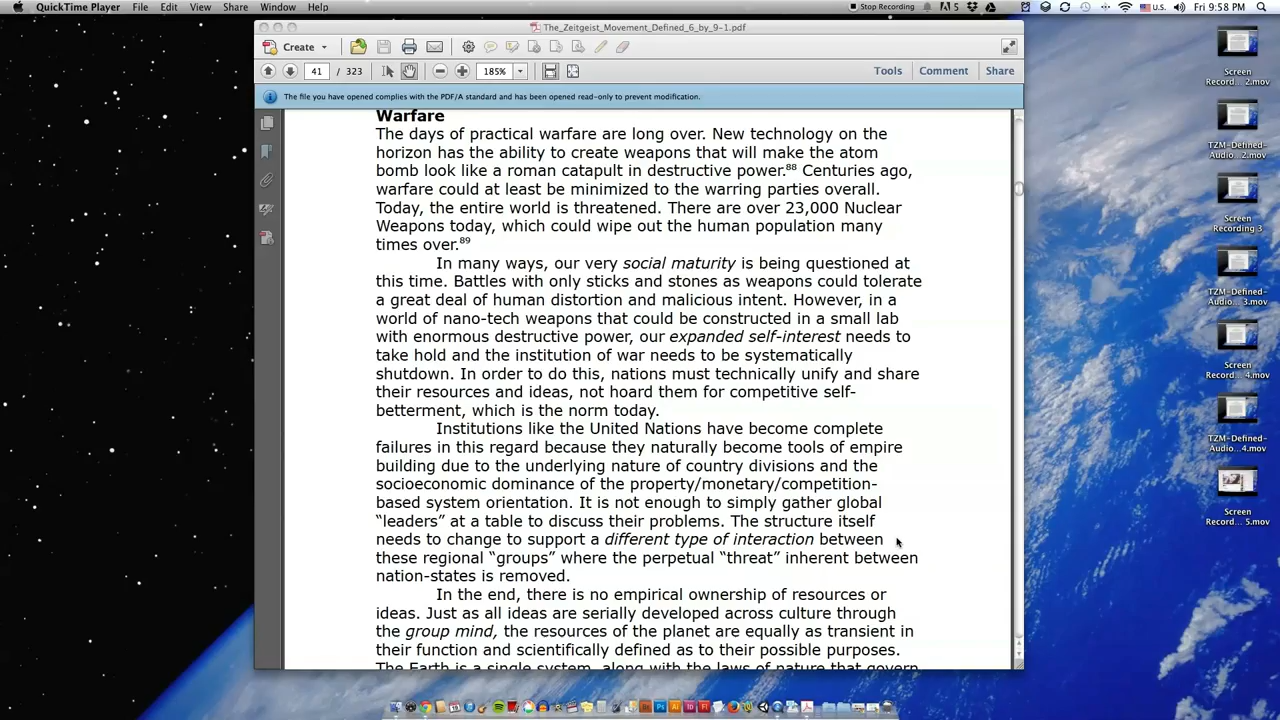 QuickTime Player File Edit View Share Window Help Stop Recording 5 U.S. Fri 9:58 PM
The_Zeitgeist_Movement_Defined_6_by_9-1.pdf
Create
41 / 323 185% Tools Comment Share
The file you have opened complies with the PDF/A standard and has been opened read-only to prevent modification.
Warfare
The days of practical warfare are long over. New technology on the
horizon has the ability to create weapons that will make the atom
bomb look like a roman catapult in destructive power.⁸⁸ Centuries ago,
warfare could at least be minimized to the warring parties overall.
Today, the entire world is threatened. There are over 23,000 Nuclear
Weapons today, which could wipe out the human population many
times over.⁸⁹
In many ways, our very social maturity is being questioned at
this time. Battles with only sticks and stones as weapons could tolerate
a great deal of human distortion and malicious intent. However, in a
world of nano-tech weapons that could be constructed in a small lab
with enormous destructive power, our expanded self-interest needs to
take hold and the institution of war needs to be systematically
shutdown. In order to do this, nations must technically unify and share
their resources and ideas, not hoard them for competitive self-
betterment, which is the norm today.
Institutions like the United Nations have become complete
failures in this regard because they naturally become tools of empire
building due to the underlying nature of country divisions and the
socioeconomic dominance of the property/monetary/competition-
based system orientation. It is not enough to simply gather global
“leaders” at a table to discuss their problems. The structure itself
needs to change to support a different type of interaction between
these regional “groups” where the perpetual “threat” inherent between
nation-states is removed.
In the end, there is no empirical ownership of resources or
ideas. Just as all ideas are serially developed across culture through
the group mind, the resources of the planet are equally as transient in
their function and scientifically defined as to their possible purposes.
The Earth is a single system, along with the laws of nature that govern
Screen
Record... 2.mov
TZM-Defined-
Audio...2.mov
Screen
Recording 3
TZM-Defined-
Audio...3.mov
Screen
Record... 4.mov
TZM-Defined-
Audio...4.mov
Screen
Record... 5.mov